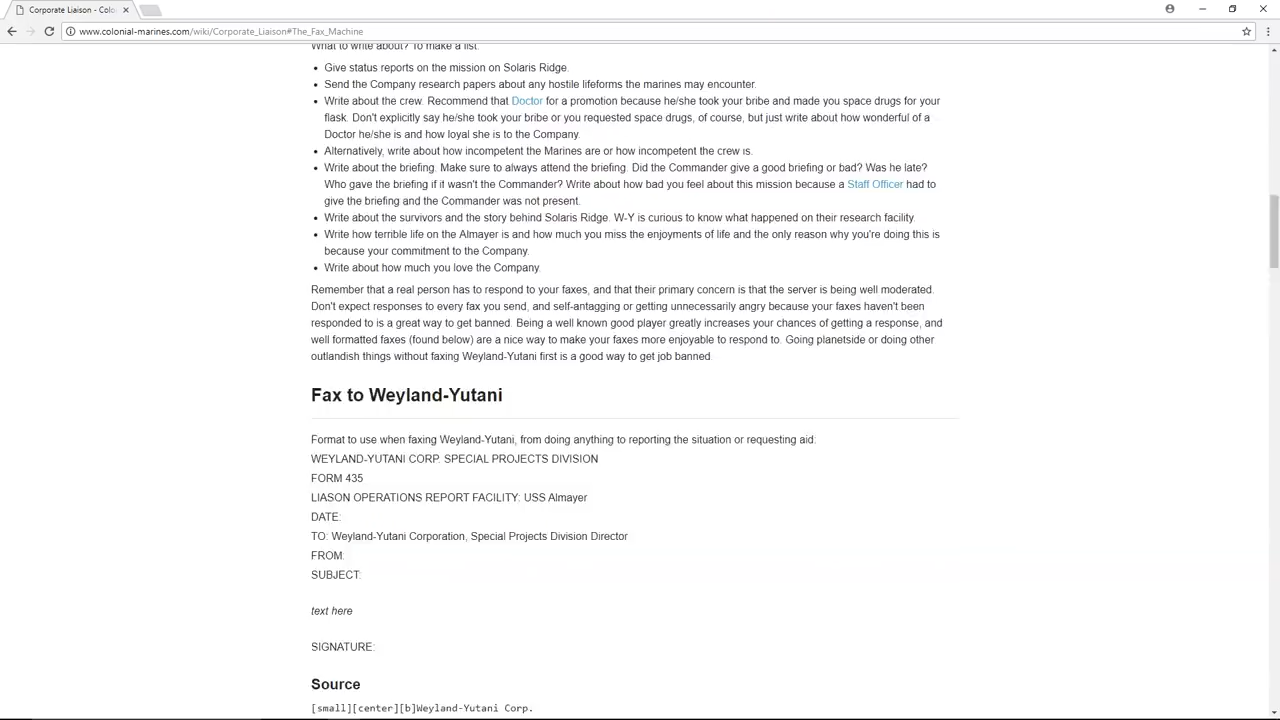 Corporate Liaison - Colo
www.colonial-marines.com/wiki/Corporate_Liaison#The_Fax_Machine
What to write about? To make a list:
Give status reports on the mission on Solaris Ridge.
Send the Company research papers about any hostile lifeforms the marines may encounter.
Write about the crew. Recommend that Doctor for a promotion because he/she took your bribe and made you space drugs for your
flask. Don't explicitly say he/she took your bribe or you requested space drugs, of course, but just write about how wonderful of a
Doctor he/she is and how loyal she is to the Company.
Alternatively, write about how incompetent the Marines are or how incompetent the crew is.
Write about the briefing. Make sure to always attend the briefing. Did the Commander give a good briefing or bad? Was he late?
Who gave the briefing if it wasn't the Commander? Write about how bad you feel about this mission because a Staff Officer had to
give the briefing and the Commander was not present.
Write about the survivors and the story behind Solaris Ridge. W-Y is curious to know what happened on their research facility.
Write how terrible life on the Almayer is and how much you miss the enjoyments of life and the only reason why you're doing this is
because your commitment to the Company.
Write about how much you love the Company.
Remember that a real person has to respond to your faxes, and that their primary concern is that the server is being well moderated.
Don't expect responses to every fax you send, and self-antagging or getting unnecessarily angry because your faxes haven't been
responded to is a great way to get banned. Being a well known good player greatly increases your chances of getting a response, and
well formatted faxes (found below) are a nice way to make your faxes more enjoyable to respond to. Going planetside or doing other
outlandish things without faxing Weyland-Yutani first is a good way to get job banned.
Fax to Weyland-Yutani
Format to use when faxing Weyland-Yutani, from doing anything to reporting the situation or requesting aid:
WEYLAND-YUTANI CORP. SPECIAL PROJECTS DIVISION
FORM 435
LIASON OPERATIONS REPORT FACILITY: USS Almayer
DATE:
TO: Weyland-Yutani Corporation, Special Projects Division Director
FROM:
SUBJECT:
text here
SIGNATURE:
Source
[small][center][b]Weyland-Yutani Corp.